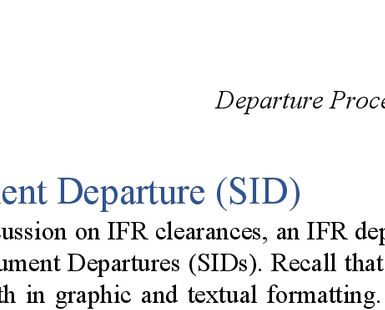 Departure Proce
ent Departure (SID)
ussion on IFR clearances, an IFR dep
ument Departures (SIDs). Recall that
th in graphic and textual formatting.